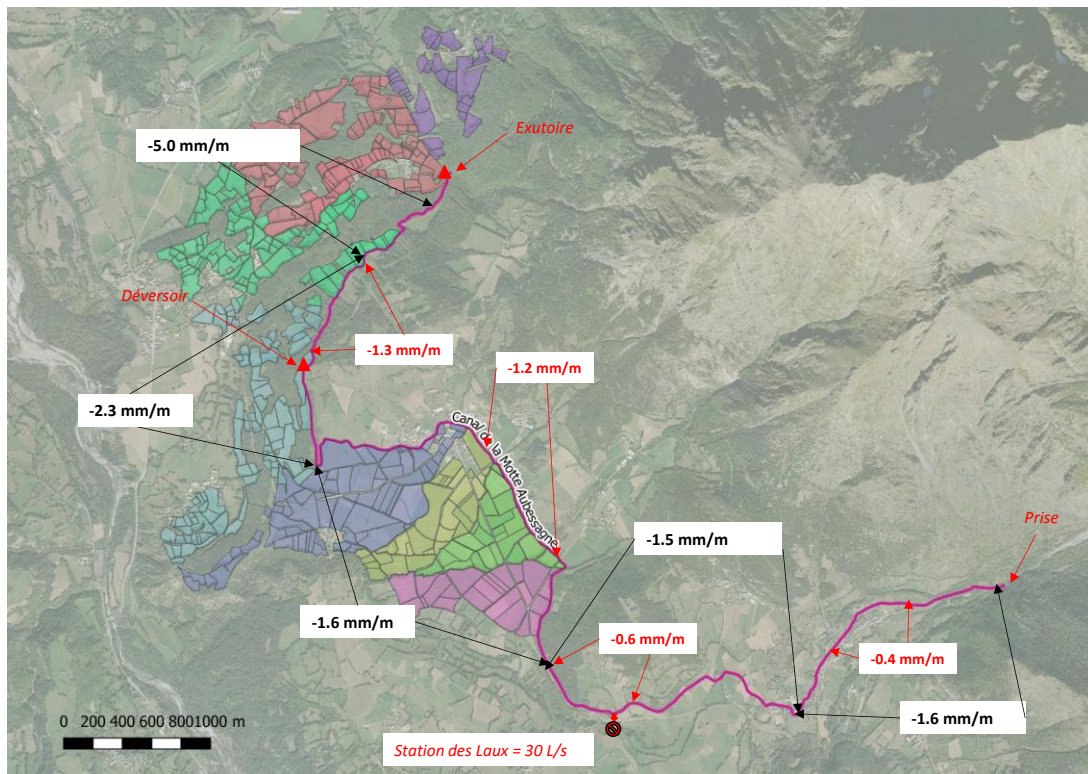 Exutoire
-5.0 mm/m
Déversoir
-1.3 mm/m
-1.2 mm/m
-2.3 mm/m
Canal de la Motte Aubessagne
Prise
-1.5 mm/m
-1.6 mm/m
-0.6 mm/m
-0.4 mm/m
-1.6 mm/m
0 200 400 600 800 1000 m
Station des Laux = 30 L/s